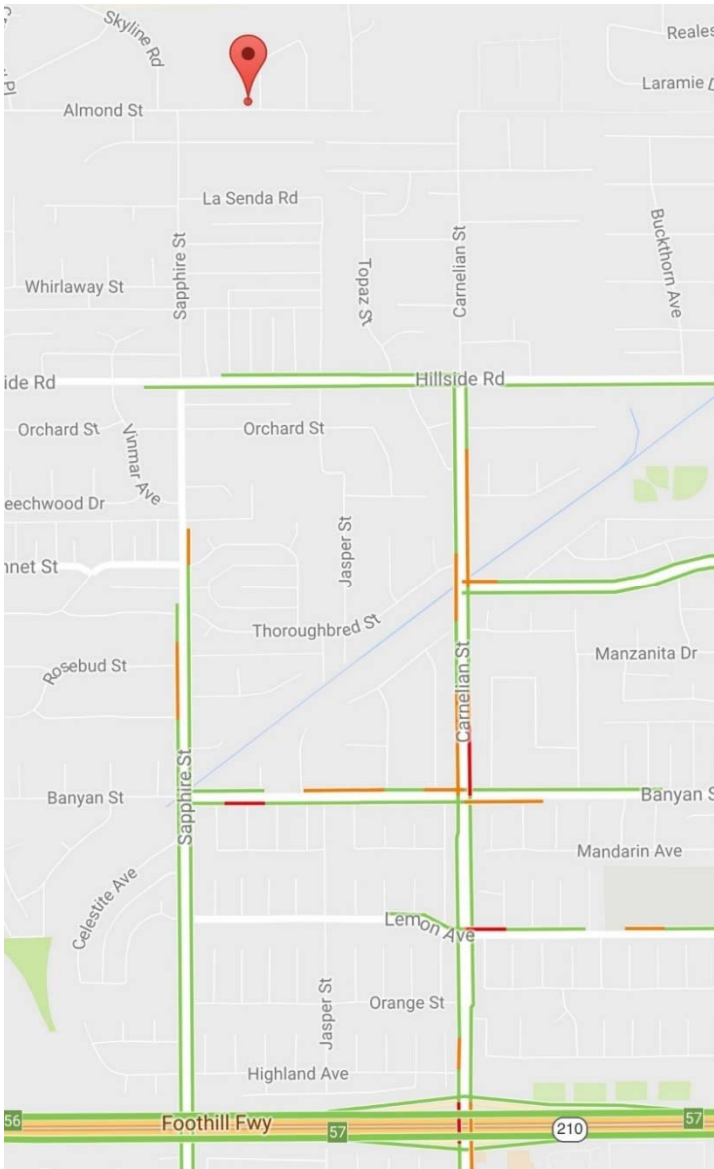 Skyline Rd
Reales
Pl
Laramie D
Almond St
La Senda Rd
Buckthorn Ave
Sapphire St
Carnelian St
Topaz St
Whirlaway St
ide Rd
Hillside Rd
Orchard St
Orchard St
Vinmar Ave
eechwood Dr
Jasper St
nnet St
Thoroughbred St
Rosebud St
Manzanita Dr
Carnelian St
Sapphire St
Banyan St
Banyan S
Mandarin Ave
Celestite Ave
Lemon Ave
Jasper St
Orange St
Highland Ave
56
Foothill Fwy
57
210
57